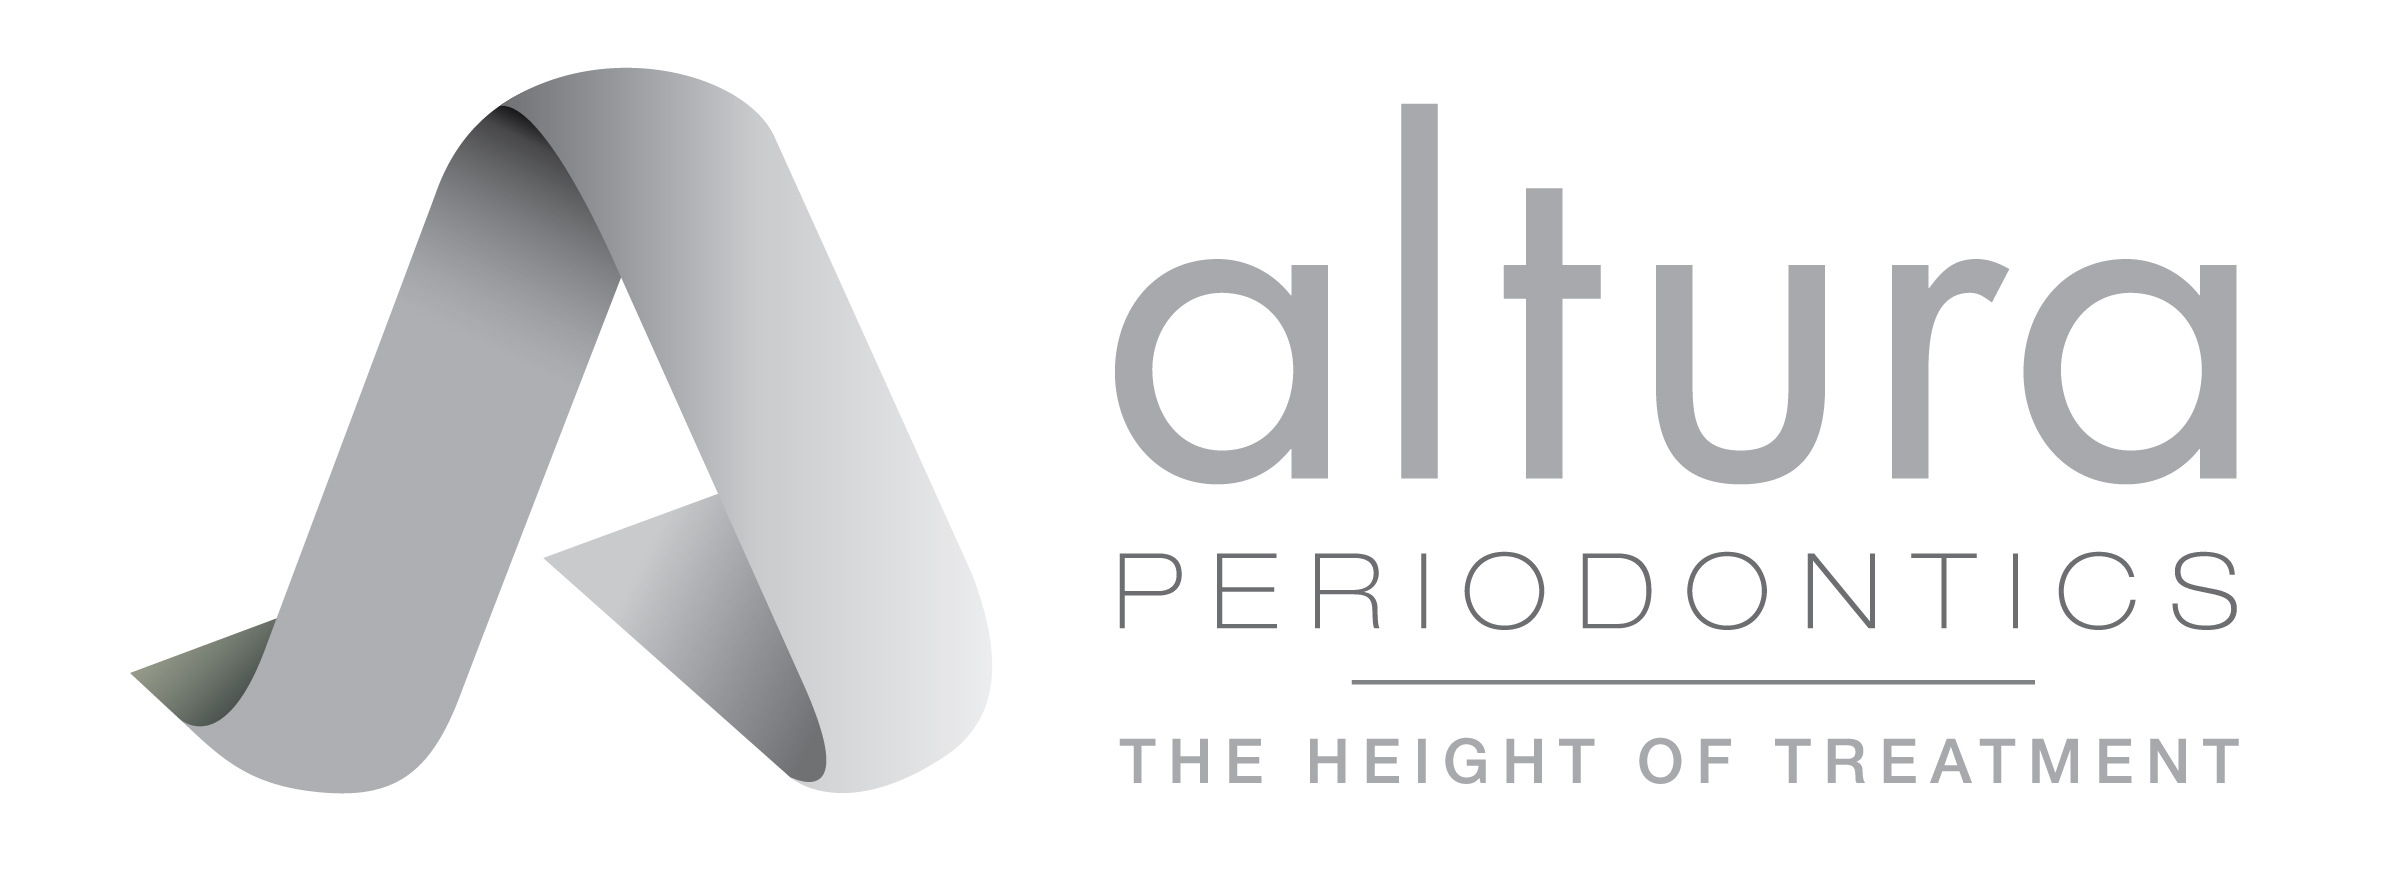 altura
PERIODONTICS
THE HEIGHT OF TREATMENT